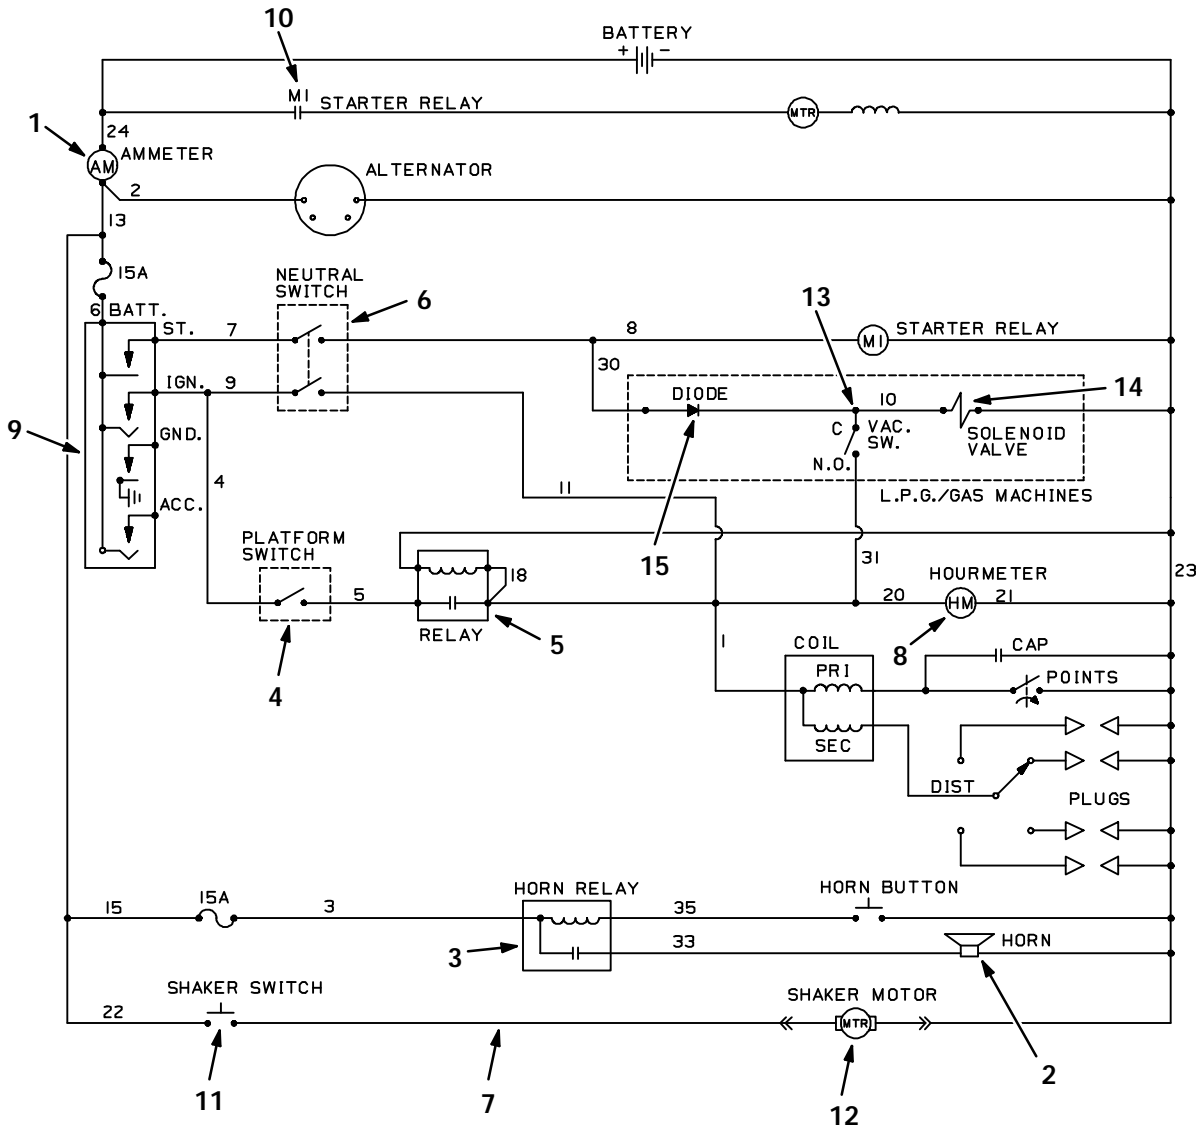 10
BATTERY
+ −
M1
STARTER RELAY
MTR
1
24
AM
AMMETER
ALTERNATOR
2
13
15A
NEUTRAL
SWITCH
6
13
6 BATT.
ST.
7
8
STARTER RELAY
M1
30
IGN.
9
DIODE
10
14
9
GND.
C
VAC.
SW.
SOLENOID
VALVE
N.O.
4
11
L.P.G./GAS MACHINES
ACC.
PLATFORM
SWITCH
15
31
18
23
HOURMETER
5
20
HM
21
RELAY
5
1
COIL
8
CAP
4
PRI
POINTS
SEC
DIST
PLUGS
HORN RELAY
HORN BUTTON
15
15A
3
35
33
HORN
3
SHAKER SWITCH
SHAKER MOTOR
22
MTR
11
7
12
2